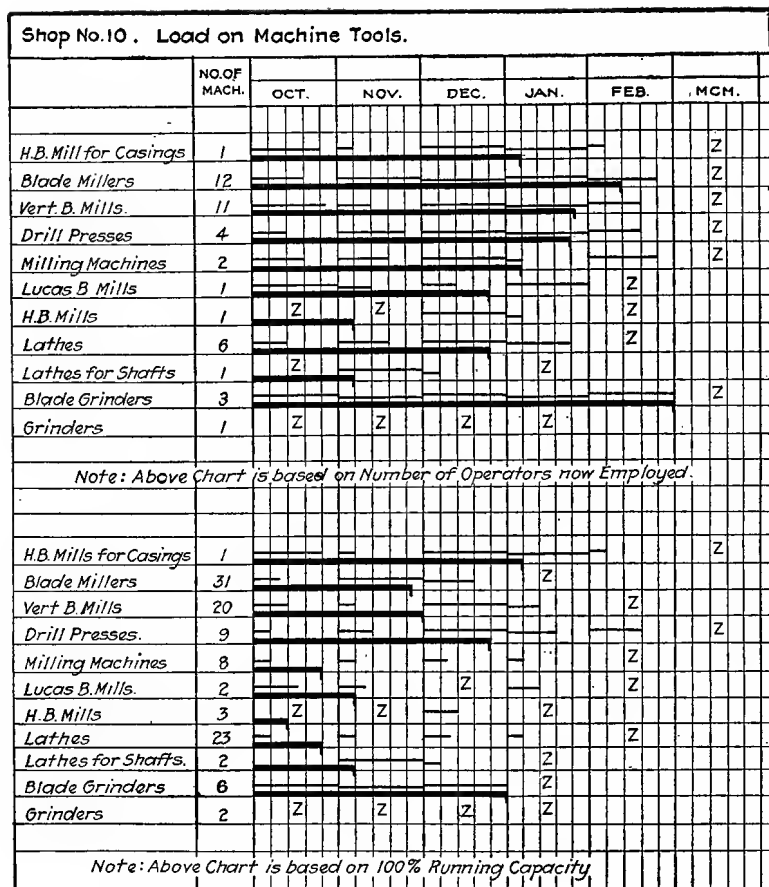 Shop No.10. Load on Machine Tools.
NO.OF MACH. OCT. NOV. DEC. JAN. FEB. MCM.
H.B. Mill for Casings 1 Z
Blade Millers 12 Z
Vert. B. Mills. 11 Z
Drill Presses 4 Z
Milling Machines 2 Z
Lucas B Mills 1 Z
H.B. Mills 1 Z Z Z
Lathes 6 Z
Lathes for Shafts 1 Z Z
Blade Grinders 3 Z
Grinders 1 Z Z Z Z
Note: Above Chart is based on Number of Operators now Employed.
H.B. Mills for Casings 1 Z
Blade Millers 31 Z
Vert B. Mills 20 Z
Drill Presses. 9 Z
Milling Machines 8 Z
Lucas B. Mills. 2 Z Z
H.B. Mills 3 Z Z Z
Lathes 23 Z
Lathes for Shafts. 2 Z
Blade Grinders 6 Z
Grinders 2 Z Z Z Z
Note: Above Chart is based on 100% Running Capacity